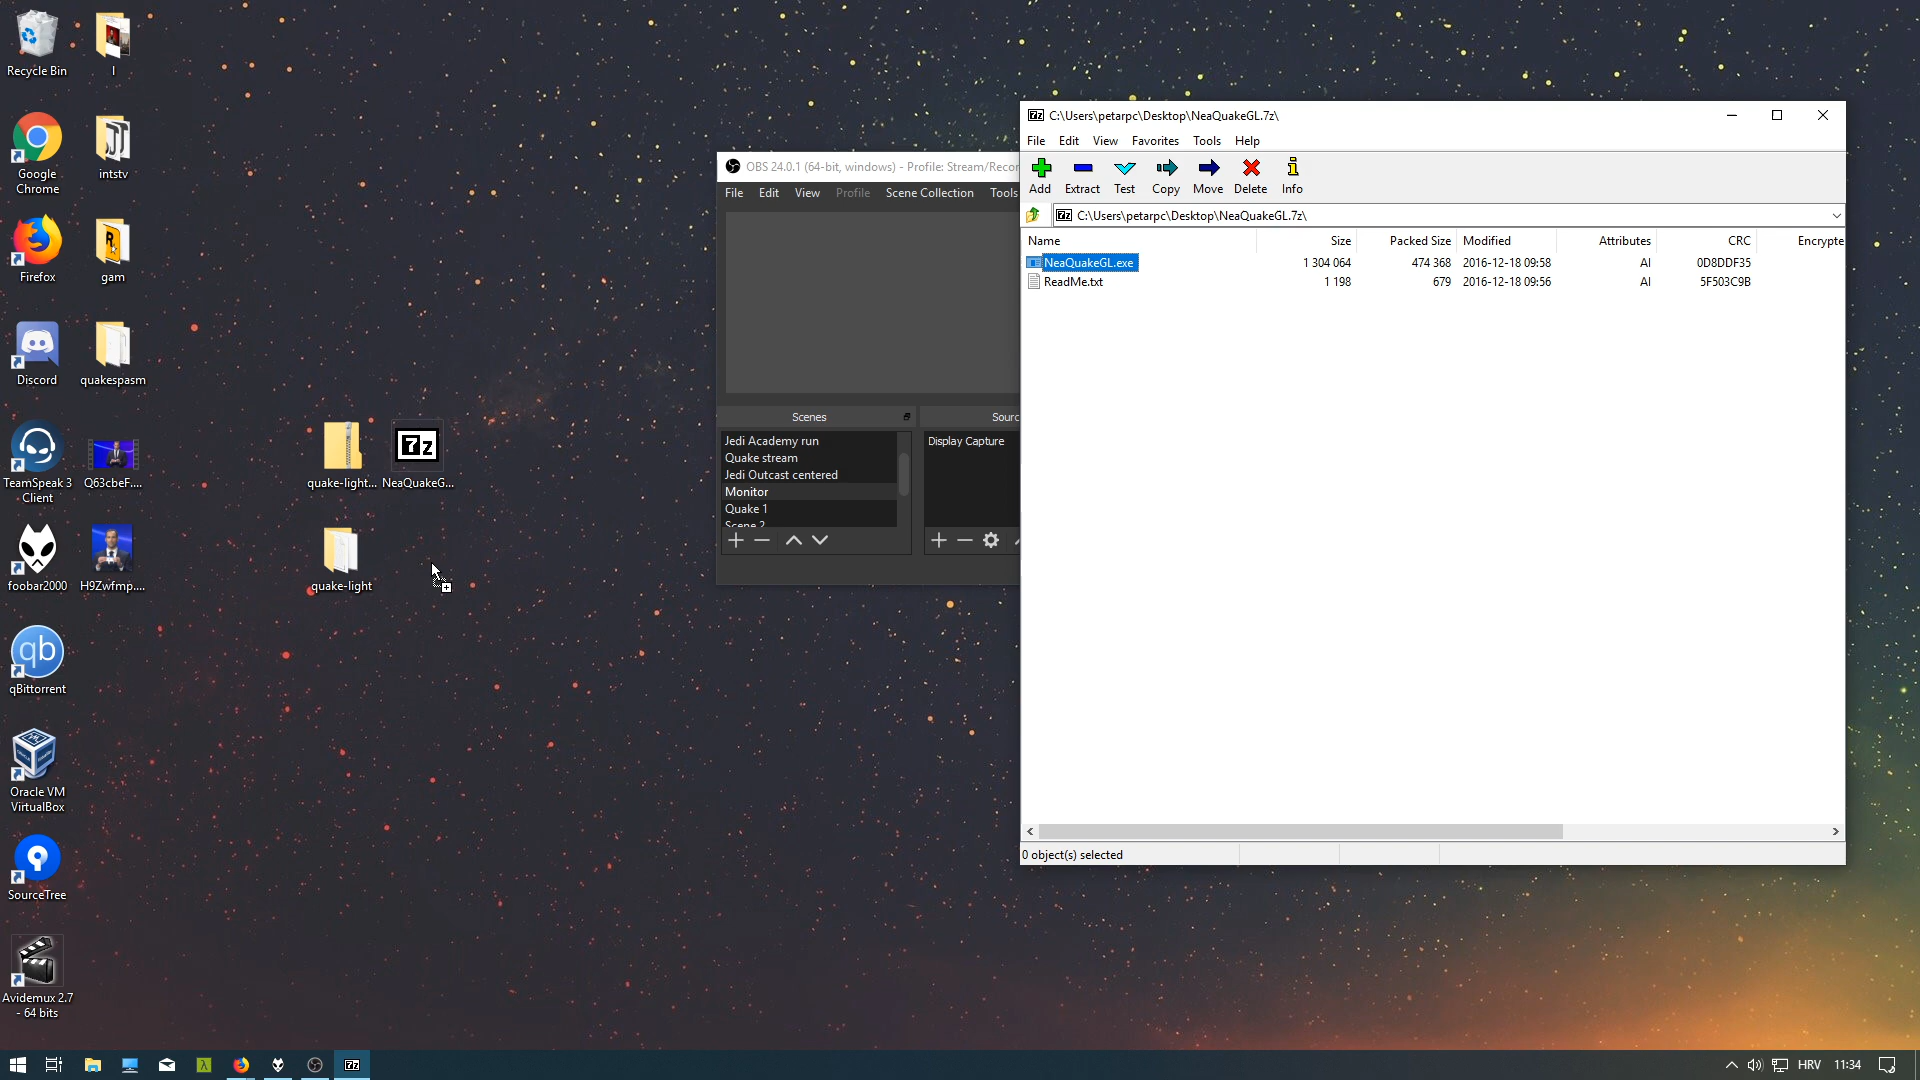 Recycle Bin
I
Google
Chrome
intstv
Firefox
gam
Discord
quakespasm
TeamSpeak 3
Client
Q63cbeF....
foobar2000
H9Zwfmp....
qBittorrent
Oracle VM
VirtualBox
SourceTree
Avidemux 2.7
- 64 bits
quake-light...
NeaQuakeG...
quake-light
OBS 24.0.1 (64-bit, windows) - Profile: Stream/Recor
File Edit View Profile Scene Collection Tools
Scenes
Sourc
Jedi Academy run
Quake stream
Jedi Outcast centered
Monitor
Quake 1
Scene 2
Display Capture
C:\Users\petarpc\Desktop\NeaQuakeGL.7z\
File Edit View Favorites Tools Help
Add Extract Test Copy Move Delete Info
C:\Users\petarpc\Desktop\NeaQuakeGL.7z\
Name Size Packed Size Modified Attributes CRC Encrypte
NeaQuakeGL.exe 1 304 064 474 368 2016-12-18 09:58 AI 0D8DDF35
ReadMe.txt 1 198 679 2016-12-18 09:56 AI 5F503C9B
0 object(s) selected
HRV 11:34